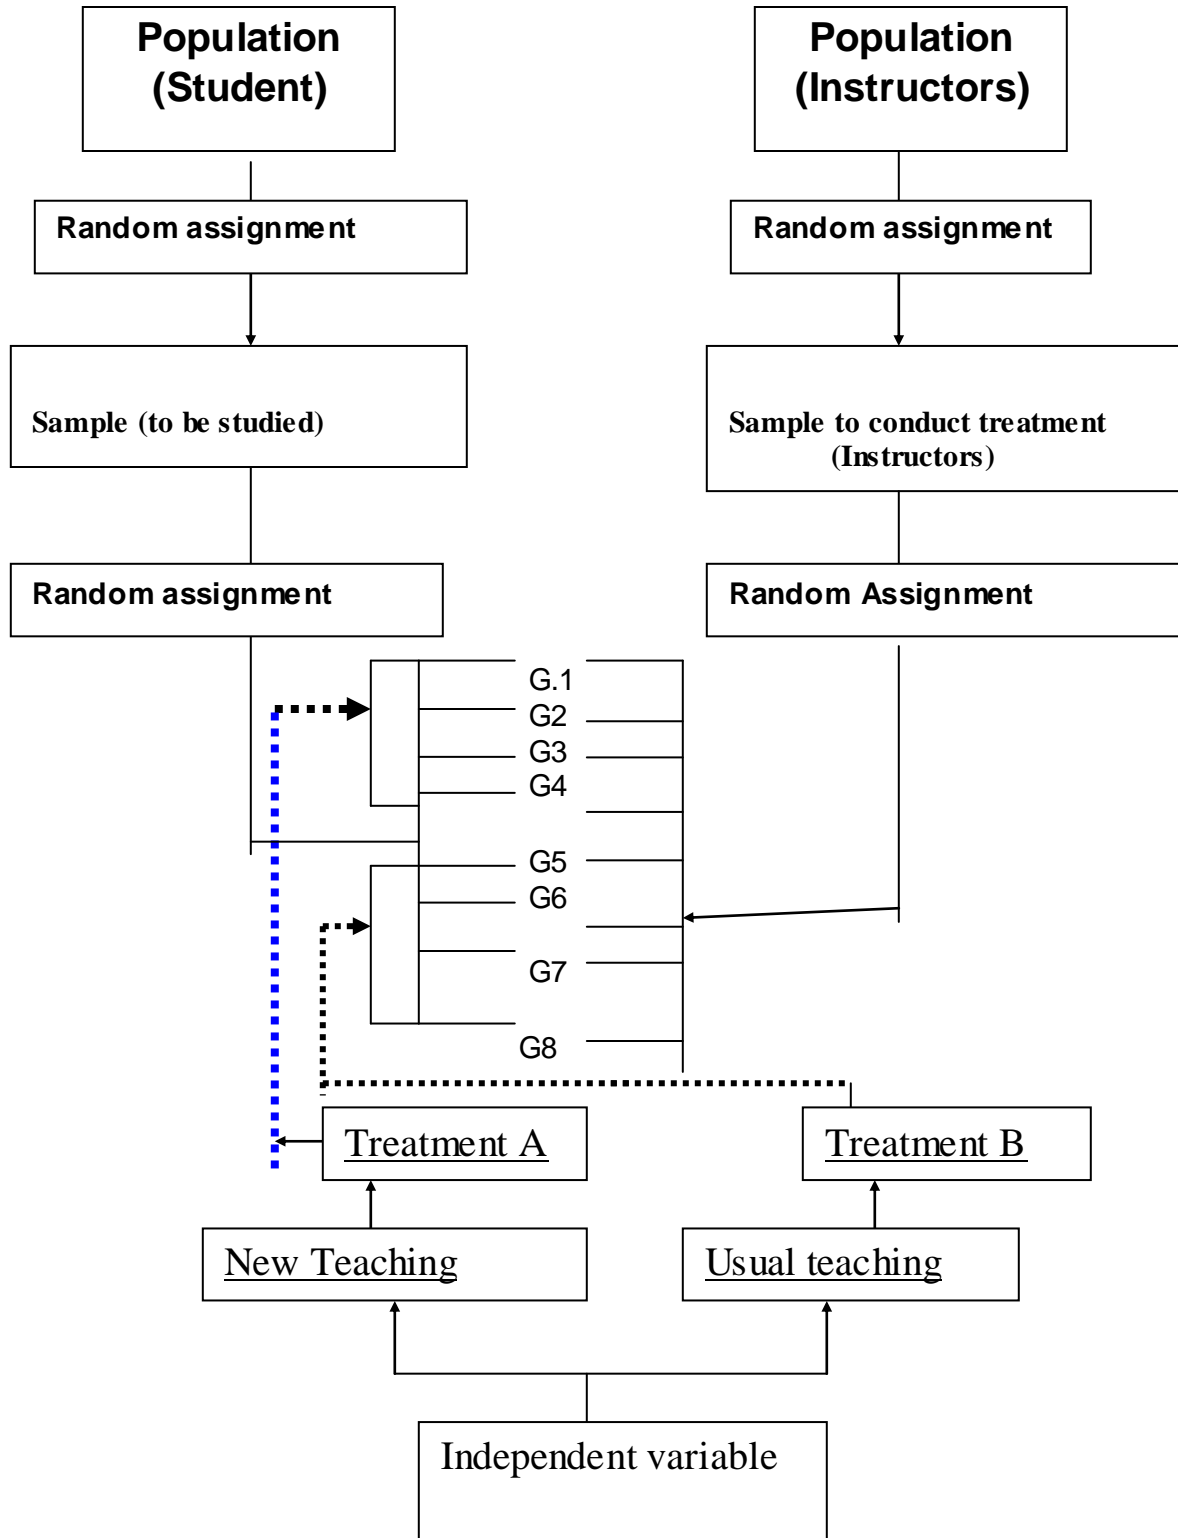 Population
(Student)
Population
(Instructors)
Random assignment
Random assignment
Sample (to be studied)
Sample to conduct treatment
(Instructors)
Random assignment
Random Assignment
G.1
G2
G3
G4
G5
G6
G7
G8
Treatment A
Treatment B
New Teaching
Usual teaching
Independent variable